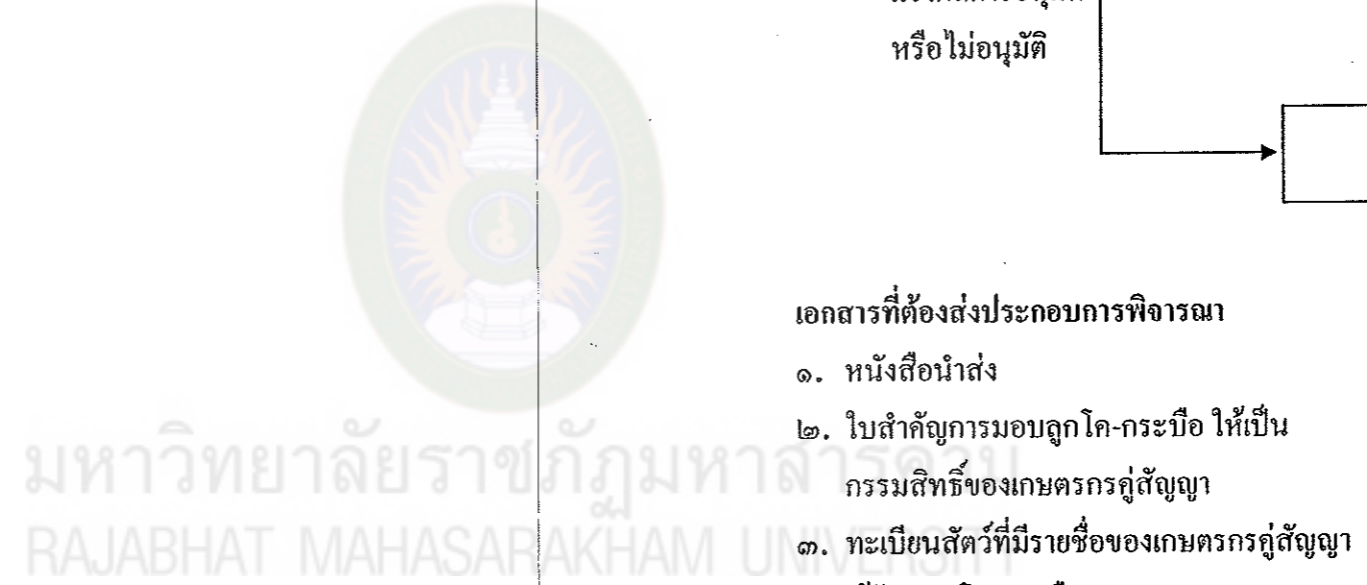 หรือไม่อนุมัติ
เอกสารที่ต้องส่งประกอบการพิจารณา
๑. หนังสือนำส่ง
๒. ใบสำคัญการมอบลูกโค-กระบือ ให้เป็น
กรรมสิทธิ์ของเกษตรกรคู่สัญญา
๓. ทะเบียนสัตว์ที่มีรายชื่อของเกษตรกรคู่สัญญา
มหาวิทยาลัยราชภัฏมหาสารคาม
RAJABHAT MAHASARAKHAM UNIVERSITY